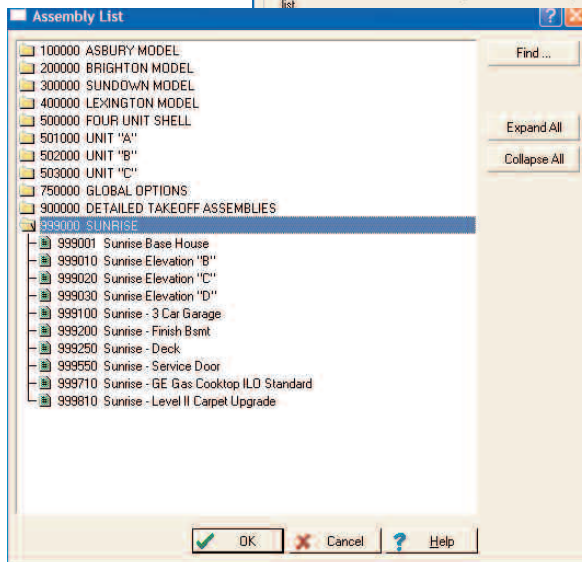 list
Assembly List
100000 ASBURY MODEL
200000 BRIGHTON MODEL
300000 SUNDOWN MODEL
400000 LEXINGTON MODEL
500000 FOUR UNIT SHELL
501000 UNIT "A"
502000 UNIT "B"
503000 UNIT "C"
750000 GLOBAL OPTIONS
900000 DETAILED TAKEOFF ASSEMBLIES
999000 SUNRISE
999001 Sunrise Base House
999010 Sunrise Elevation "B"
999020 Sunrise Elevation "C"
999030 Sunrise Elevation "D"
999100 Sunrise - 3 Car Garage
999200 Sunrise - Finish Bsmt
999250 Sunrise - Deck
999550 Sunrise - Service Door
999710 Sunrise - GE Gas Cooktop ILO Standard
999810 Sunrise - Level II Carpet Upgrade
Find ...
Expand All
Collapse All
OK
Cancel
? Help